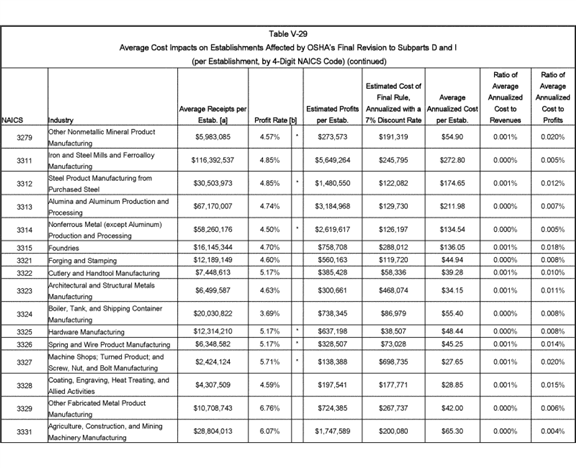 Table V-29
Average Cost Impacts on Establishments Affected by OSHA's Final Revision to Subparts D and I
(per Establishment, by 4-Digit NAICS Code) (continued)
NAICS Industry Average Receipts per Estab. [a] Profit Rate [b] Estimated Profits per Estab. Estimated Cost of Final Rule, Annualized with a 7% Discount Rate Average Annualized Cost per Estab. Ratio of Average Annualized Cost to Revenues Ratio of Average Annualized Cost to Profits
3279 Other Nonmetallic Mineral Product Manufacturing $5,983,085 4.57% * $273,573 $191,319 $54.90 0.001% 0.020%
3311 Iron and Steel Mills and Ferroalloy Manufacturing $116,392,537 4.85% $5,649,264 $245,795 $272.80 0.000% 0.005%
3312 Steel Product Manufacturing from Purchased Steel $30,503,973 4.85% * $1,480,550 $122,082 $174.65 0.001% 0.012%
3313 Alumina and Aluminum Production and Processing $67,170,007 4.74% $3,184,968 $129,730 $211.98 0.000% 0.007%
3314 Nonferrous Metal (except Aluminum) Production and Processing $58,260,176 4.50% * $2,619,617 $126,197 $134.54 0.000% 0.005%
3315 Foundries $16,145,344 4.70% $758,708 $288,012 $136.05 0.001% 0.018%
3321 Forging and Stamping $12,189,149 4.60% $560,163 $119,720 $44.94 0.000% 0.008%
3322 Cutlery and Handtool Manufacturing $7,448,613 5.17% $385,428 $58,336 $39.28 0.001% 0.010%
3323 Architectural and Structural Metals Manufacturing $6,499,587 4.63% $300,661 $468,074 $34.15 0.001% 0.011%
3324 Boiler, Tank, and Shipping Container Manufacturing $20,030,822 3.69% $738,345 $86,979 $55.40 0.000% 0.008%
3325 Hardware Manufacturing $12,314,210 5.17% * $637,198 $38,507 $48.44 0.000% 0.008%
3326 Spring and Wire Product Manufacturing $6,348,582 5.17% * $328,507 $73,028 $45.25 0.001% 0.014%
3327 Machine Shops; Turned Product; and Screw, Nut, and Bolt Manufacturing $2,424,124 5.71% * $138,388 $698,735 $27.65 0.001% 0.020%
3328 Coating, Engraving, Heat Treating, and Allied Activities $4,307,509 4.59% $197,541 $177,771 $28.85 0.001% 0.015%
3329 Other Fabricated Metal Product Manufacturing $10,708,743 6.76% $724,385 $267,737 $42.00 0.000% 0.006%
3331 Agriculture, Construction, and Mining Machinery Manufacturing $28,804,013 6.07% $1,747,589 $200,080 $65.30 0.000% 0.004%